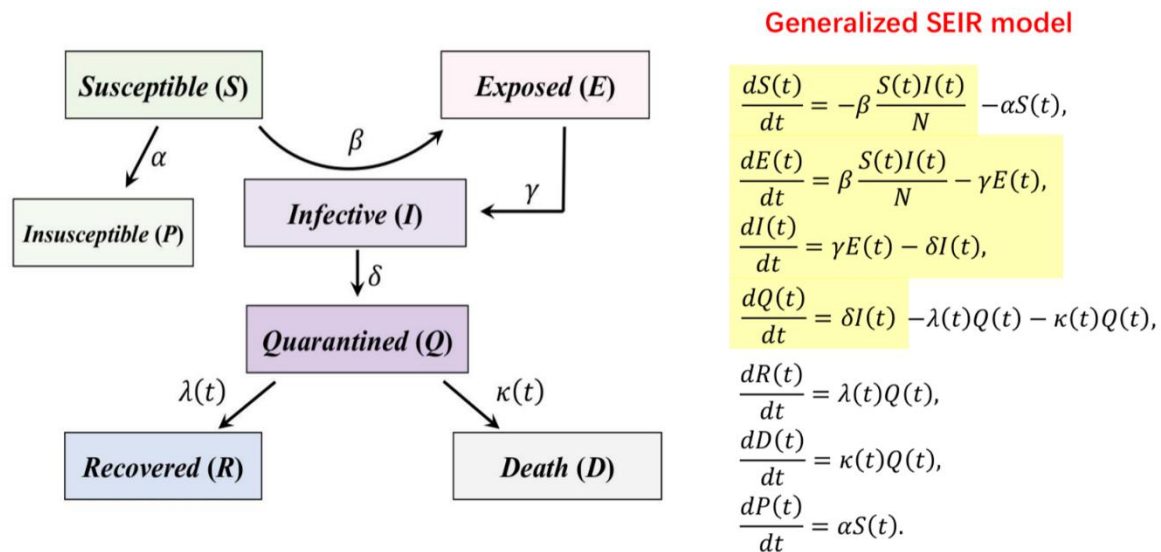 Generalized SEIR model
Susceptible (S)
Exposed (E)
α
β
γ
Insusceptible (P)
Infective (I)
δ
Quarantined (Q)
λ(t)
κ(t)
Recovered (R)
Death (D)
dS(t)/dt = −β S(t)I(t)/N −αS(t),
dE(t)/dt = β S(t)I(t)/N − γE(t),
dI(t)/dt = γE(t) − δI(t),
dQ(t)/dt = δI(t) −λ(t)Q(t) − κ(t)Q(t),
dR(t)/dt = λ(t)Q(t),
dD(t)/dt = κ(t)Q(t),
dP(t)/dt = αS(t).